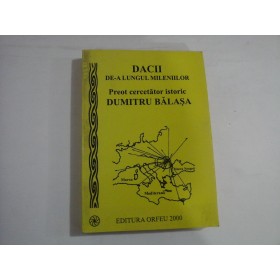 DACII
DE-A LUNGUL MILENIILOR
Preot cercetător istoric
DUMITRU BĂLAŞA
EDITURA ORFEU 2000